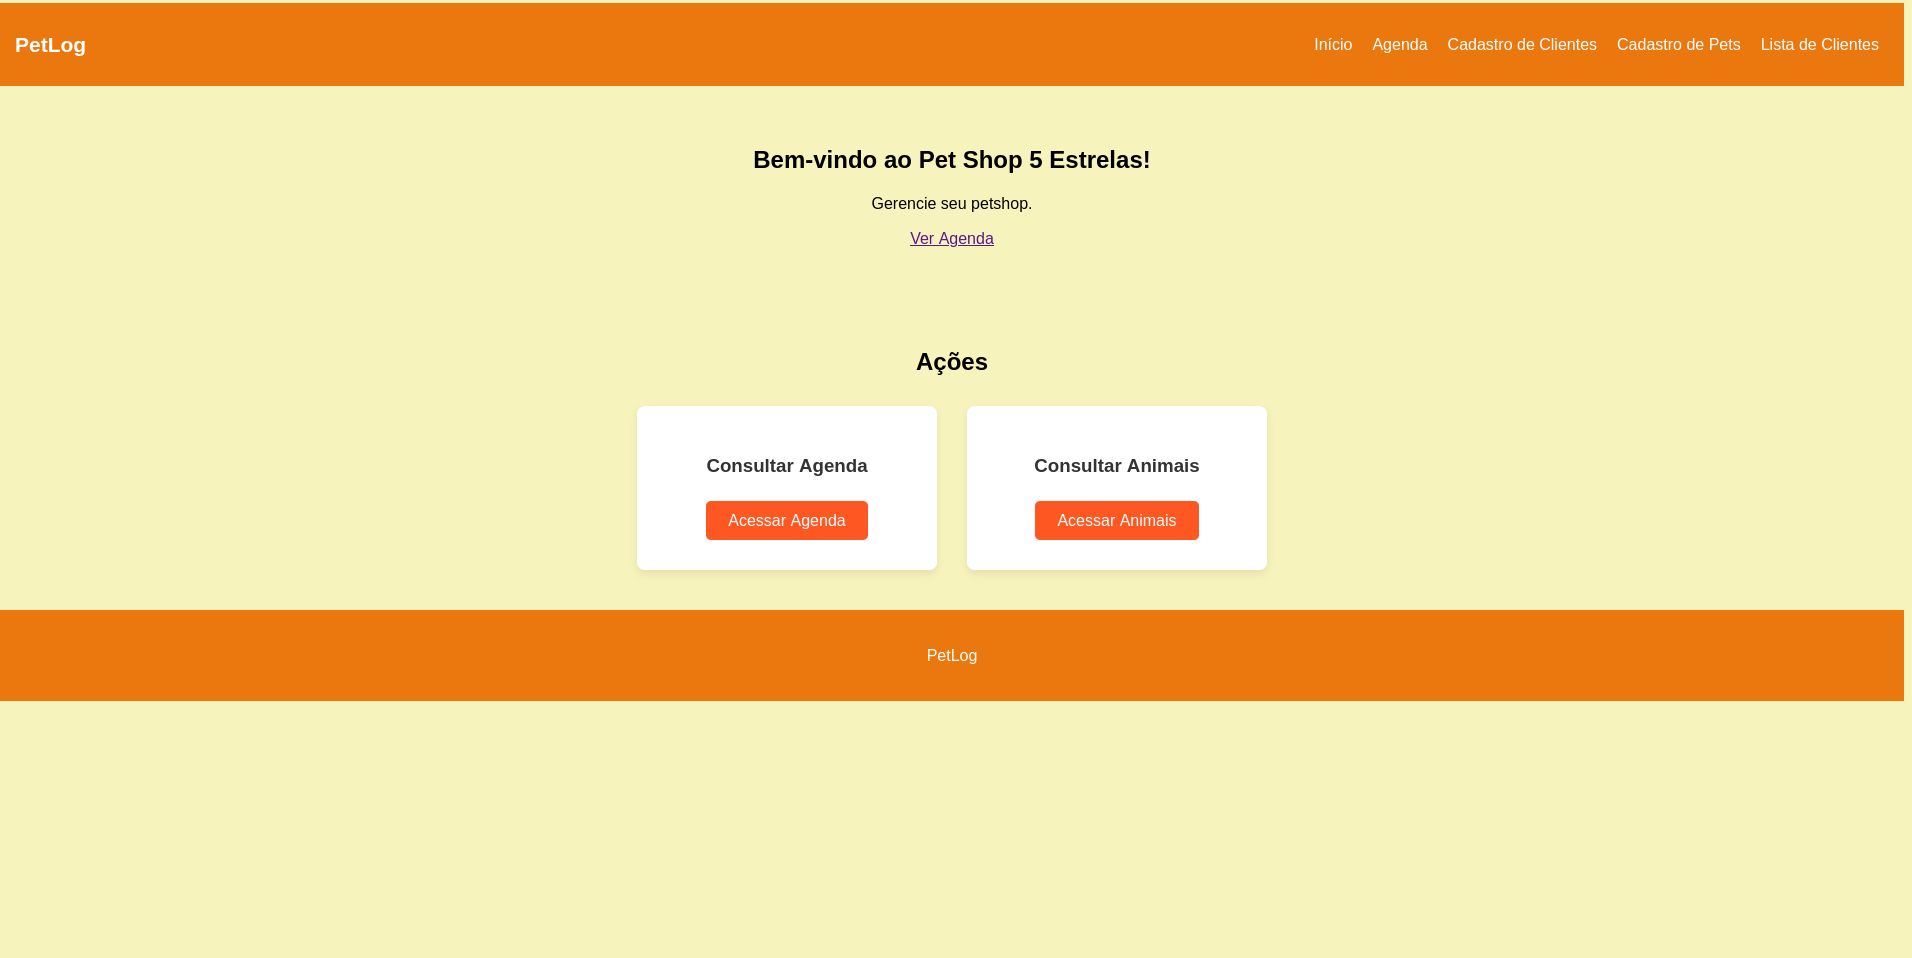 PetLog
Início Agenda Cadastro de Clientes Cadastro de Pets Lista de Clientes
Bem-vindo ao Pet Shop 5 Estrelas!
Gerencie seu petshop.
Ver Agenda
Ações
Consultar Agenda
Acessar Agenda
Consultar Animais
Acessar Animais
PetLog